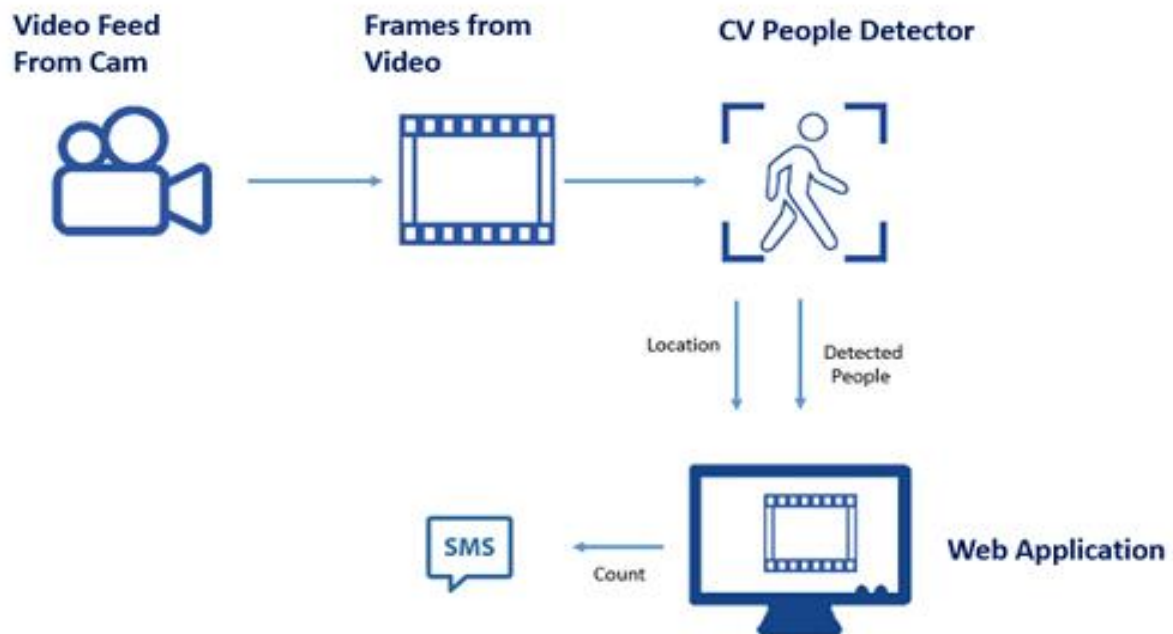 Video Feed
From Cam
Frames from
Video
CV People Detector
Location
Detected
People
SMS
Count
Web Application